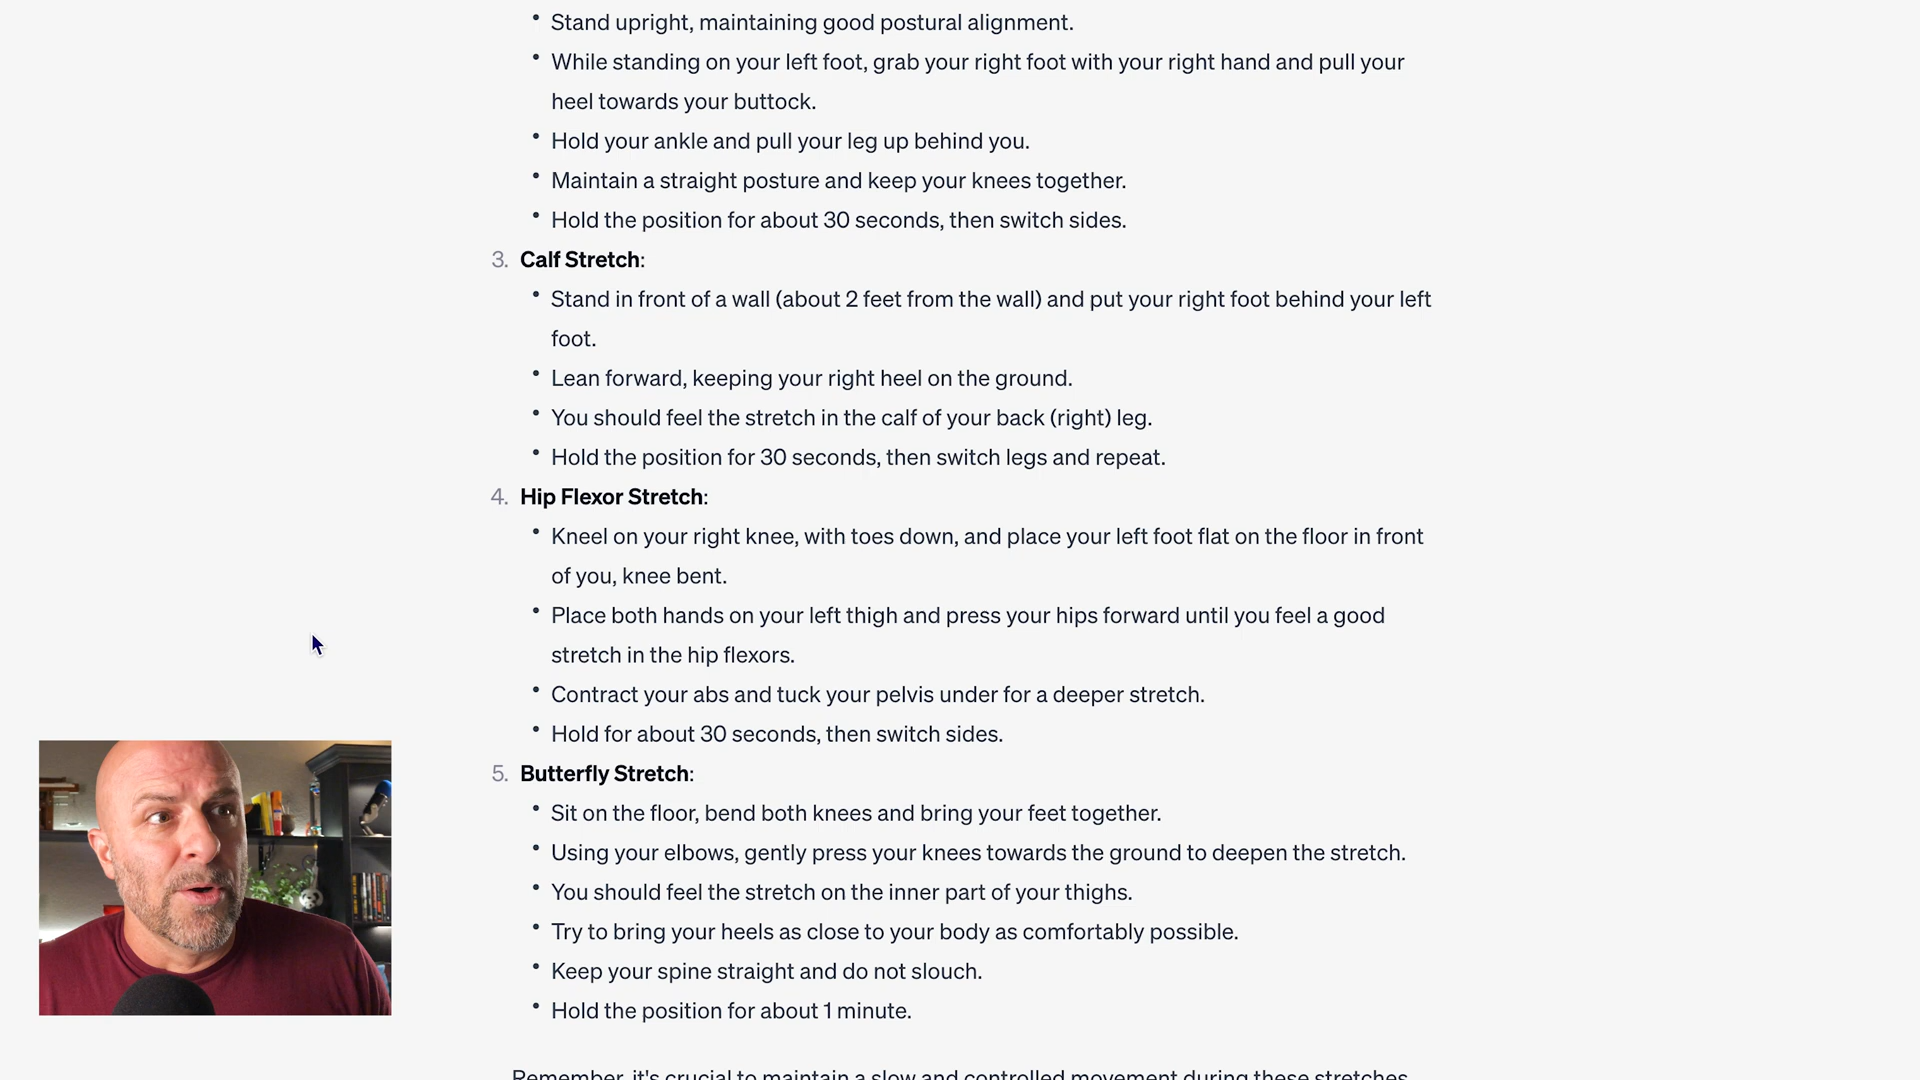 • Stand upright, maintaining good postural alignment.
• While standing on your left foot, grab your right foot with your right hand and pull your
heel towards your buttock.
• Hold your ankle and pull your leg up behind you.
• Maintain a straight posture and keep your knees together.
• Hold the position for about 30 seconds, then switch sides.
3. Calf Stretch:
• Stand in front of a wall (about 2 feet from the wall) and put your right foot behind your left
foot.
• Lean forward, keeping your right heel on the ground.
• You should feel the stretch in the calf of your back (right) leg.
• Hold the position for 30 seconds, then switch legs and repeat.
4. Hip Flexor Stretch:
• Kneel on your right knee, with toes down, and place your left foot flat on the floor in front
of you, knee bent.
• Place both hands on your left thigh and press your hips forward until you feel a good
stretch in the hip flexors.
• Contract your abs and tuck your pelvis under for a deeper stretch.
• Hold for about 30 seconds, then switch sides.
5. Butterfly Stretch:
• Sit on the floor, bend both knees and bring your feet together.
• Using your elbows, gently press your knees towards the ground to deepen the stretch.
• You should feel the stretch on the inner part of your thighs.
• Try to bring your heels as close to your body as comfortably possible.
• Keep your spine straight and do not slouch.
• Hold the position for about 1 minute.
Remember, it's crucial to maintain a slow and controlled movement during these stretches